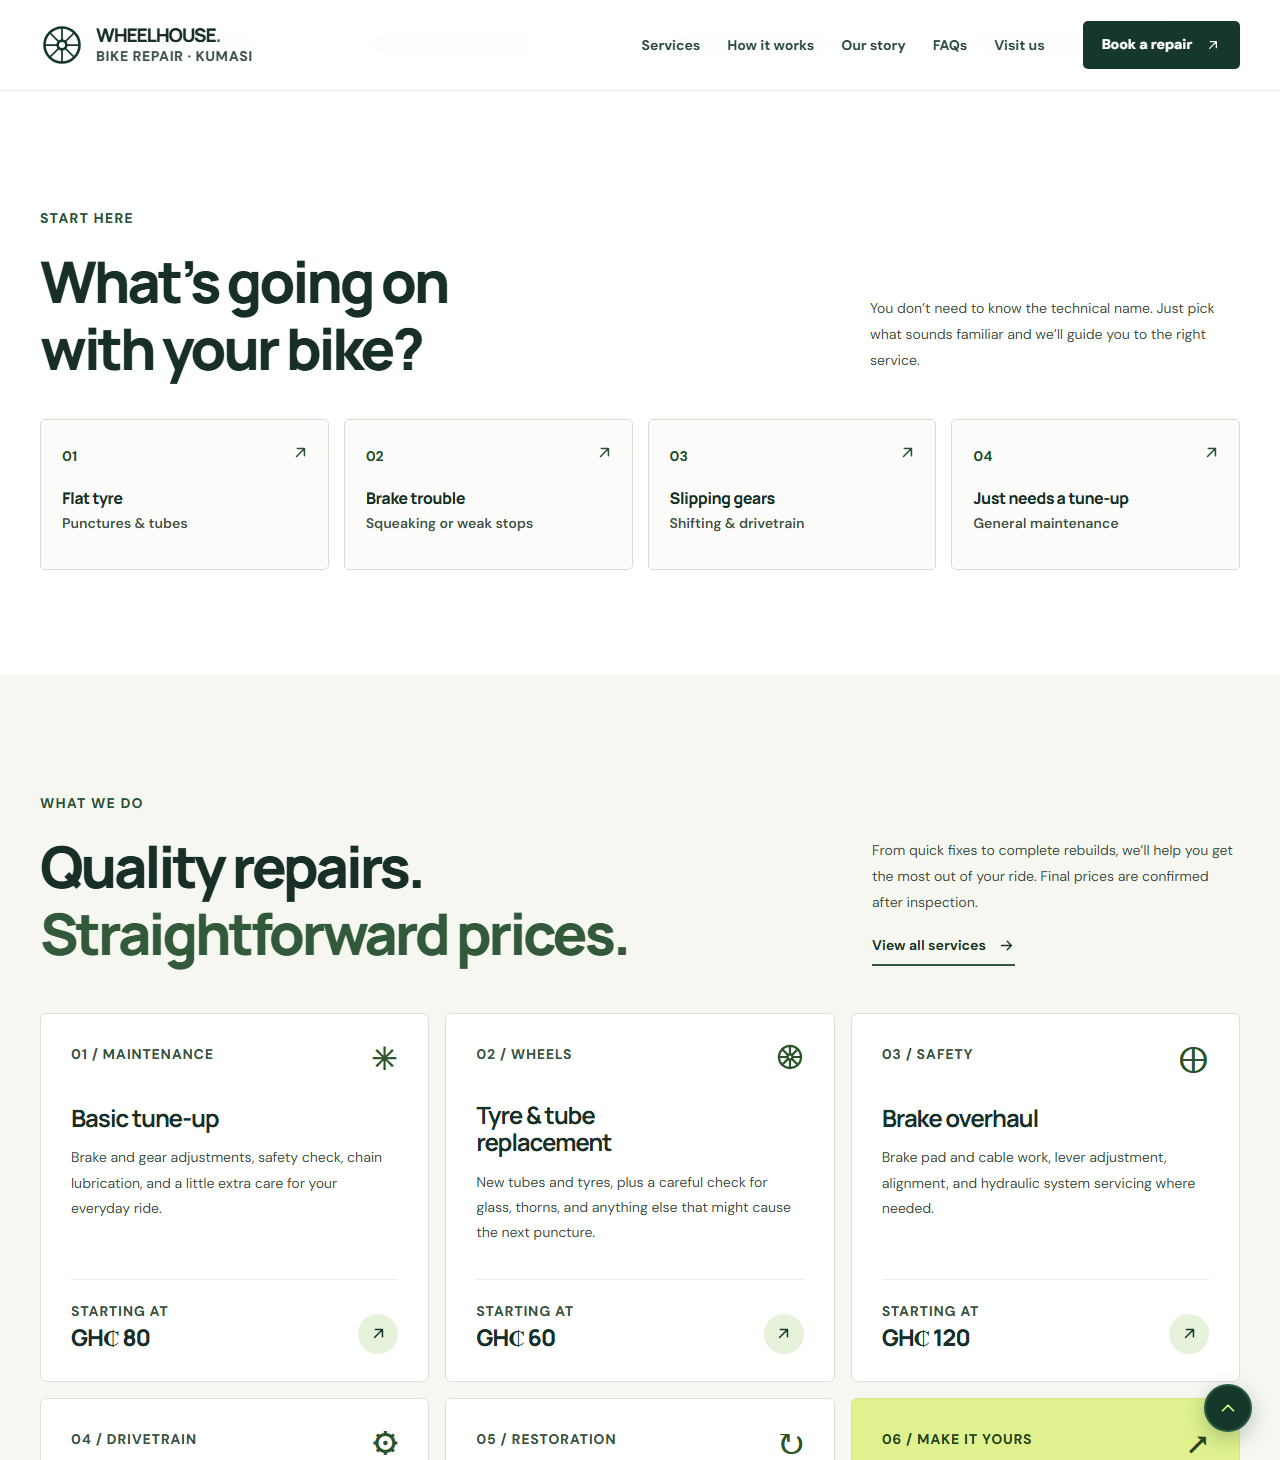 WHEELHOUSE.
BIKE REPAIR · KUMASI
Services
How it works
Our story
FAQs
Visit us
Book a repair
START HERE
What’s going on
with your bike?
You don’t need to know the technical name. Just pick
what sounds familiar and we’ll guide you to the right
service.
01
Flat tyre
Punctures & tubes
02
Brake trouble
Squeaking or weak stops
03
Slipping gears
Shifting & drivetrain
04
Just needs a tune-up
General maintenance
WHAT WE DO
Quality repairs.
Straightforward prices.
From quick fixes to complete rebuilds, we’ll help you get
the most out of your ride. Final prices are confirmed
after inspection.
View all services
01 / MAINTENANCE
Basic tune-up
Brake and gear adjustments, safety check, chain
lubrication, and a little extra care for your
everyday ride.
STARTING AT
GH₵ 80
02 / WHEELS
Tyre & tube
replacement
New tubes and tyres, plus a careful check for
glass, thorns, and anything else that might cause
the next puncture.
STARTING AT
GH₵ 60
03 / SAFETY
Brake overhaul
Brake pad and cable work, lever adjustment,
alignment, and hydraulic system servicing where
needed.
STARTING AT
GH₵ 120
04 / DRIVETRAIN
05 / RESTORATION
06 / MAKE IT YOURS